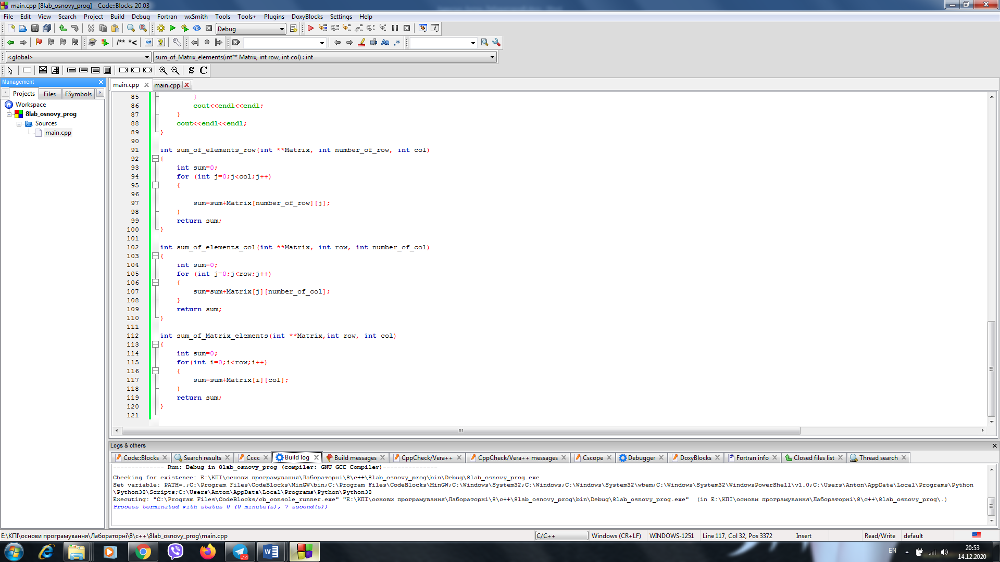 main.cpp [8lab_osnovy_prog] - Code::Blocks 20.03
File Edit View Search Project Build Debug Fortran wxSmith Tools Tools+ Plugins DoxyBlocks Settings Help
Debug
/** *<
<global> sum_of_Matrix_elements(int** Matrix, int row, int col) : int
S C
Management
Projects Files FSymbols
Workspace
8lab_osnovy_prog
Sources
main.cpp
main.cpp main.cpp
85 }
86 cout<<endl<<endl;
87 }
88 cout<<endl<<endl;
89 }
90
91 int sum_of_elements_row(int **Matrix, int number_of_row, int col)
92 {
93 int sum=0;
94 for (int j=0;j<col;j++)
95 {
96
97 sum=sum+Matrix[number_of_row][j];
98 }
99 return sum;
100 }
101
102 int sum_of_elements_col(int **Matrix, int row, int number_of_col)
103 {
104 int sum=0;
105 for (int j=0;j<row;j++)
106 {
107 sum=sum+Matrix[j][number_of_col];
108 }
109 return sum;
110 }
111
112 int sum_of_Matrix_elements(int **Matrix,int row, int col)
113 {
114 int sum=0;
115 for(int i=0;i<row;i++)
116 {
117 sum=sum+Matrix[i][col];
118 }
119 return sum;
120 }
121
Logs & others
Code::Blocks Search results Cccc Build log Build messages CppCheck/Vera++ CppCheck/Vera++ messages Cscope Debugger DoxyBlocks Fortran info Closed files list Thread search
-------------- Run: Debug in 8lab_osnovy_prog (compiler: GNU GCC Compiler)---------------
Checking for existence: E:\КПІ\основи програмування\Лабораторні\8\c++\8lab_osnovy_prog\bin\Debug\8lab_osnovy_prog.exe
Set variable: PATH=.;C:\Program Files\CodeBlocks\MinGW\bin;C:\Program Files\CodeBlocks\MinGW;C:\Windows\System32;C:\Windows;C:\Windows\System32\wbem;C:\Windows\System32\WindowsPowerShell\v1.0;C:\Users\Anton\AppData\Local\Programs\Python
\Python38\Scripts;C:\Users\Anton\AppData\Local\Programs\Python\Python38
Executing: "C:\Program Files\CodeBlocks/cb_console_runner.exe" "E:\КПІ\основи програмування\Лабораторні\8\c++\8lab_osnovy_prog\bin\Debug\8lab_osnovy_prog.exe" (in E:\КПІ\основи програмування\Лабораторні\8\c++\8lab_osnovy_prog\.)
Process terminated with status 0 (0 minute(s), 7 second(s))
E:\КПІ\основи програмування\Лабораторні\8\c++\8lab_osnovy_prog\main.cpp C/C++ Windows (CR+LF) WINDOWS-1251 Line 117, Col 32, Pos 3372 Insert Read/Write default
EN 20:53
14.12.2020